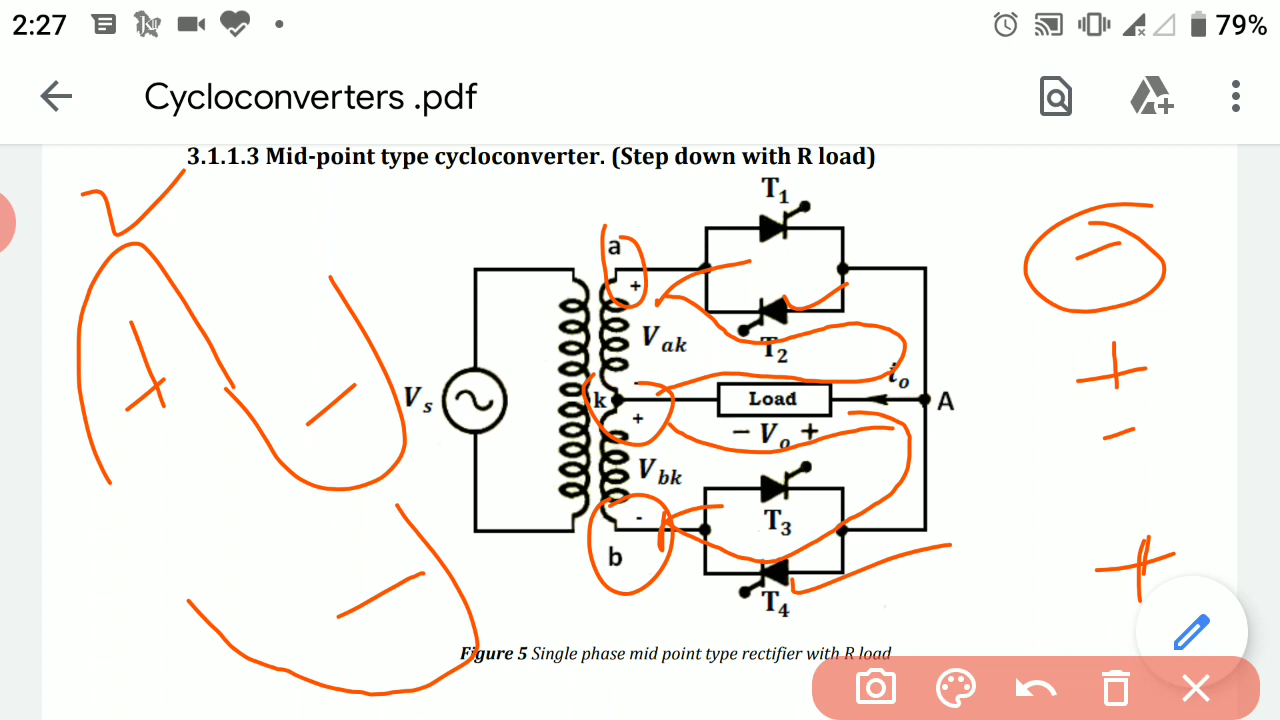 2:27 79%
Cycloconverters .pdf
3.1.1.3 Mid-point type cycloconverter. (Step down with R load)
T1
a
+
-
Vak
T2
io
Vs
k
Load
A
+
- Vo +
Vbk
T3
-
b
T4
+
-
-
+
-
+
-
-
Figure 5 Single phase mid point type rectifier with R load